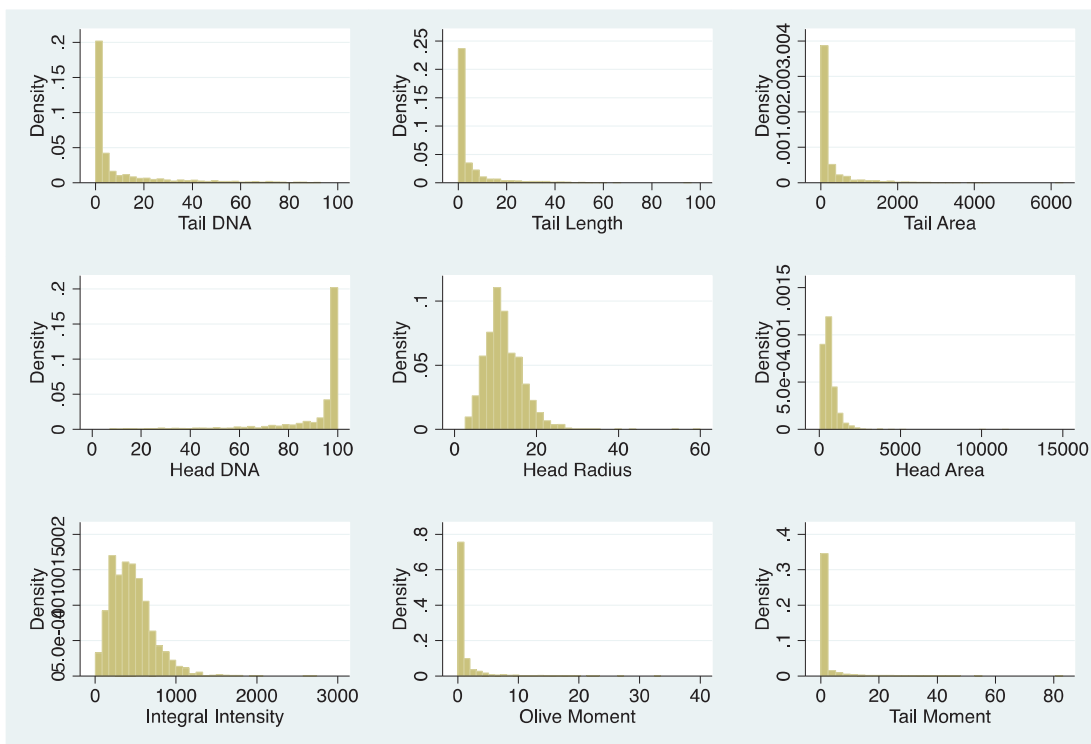 Density
0 .05 .1 .15 .2
0 20 40 60 80 100
Tail DNA
Density
0 .05 .1 .15 .2 .25
0 20 40 60 80 100
Tail Length
Density
0 .001 .002 .003 .004
0 2000 4000 6000
Tail Area
Density
0 .05 .1 .15 .2
0 20 40 60 80 100
Head DNA
Density
0 .05 .1
0 20 40 60
Head Radius
Density
0 5.0e-04 .001 .0015
0 5000 10000 15000
Head Area
Density
0 5.0e-04 .001 .0015 .002
0 1000 2000 3000
Integral Intensity
Density
0 .2 .4 .6 .8
0 10 20 30 40
Olive Moment
Density
0 .1 .2 .3 .4
0 20 40 60 80
Tail Moment